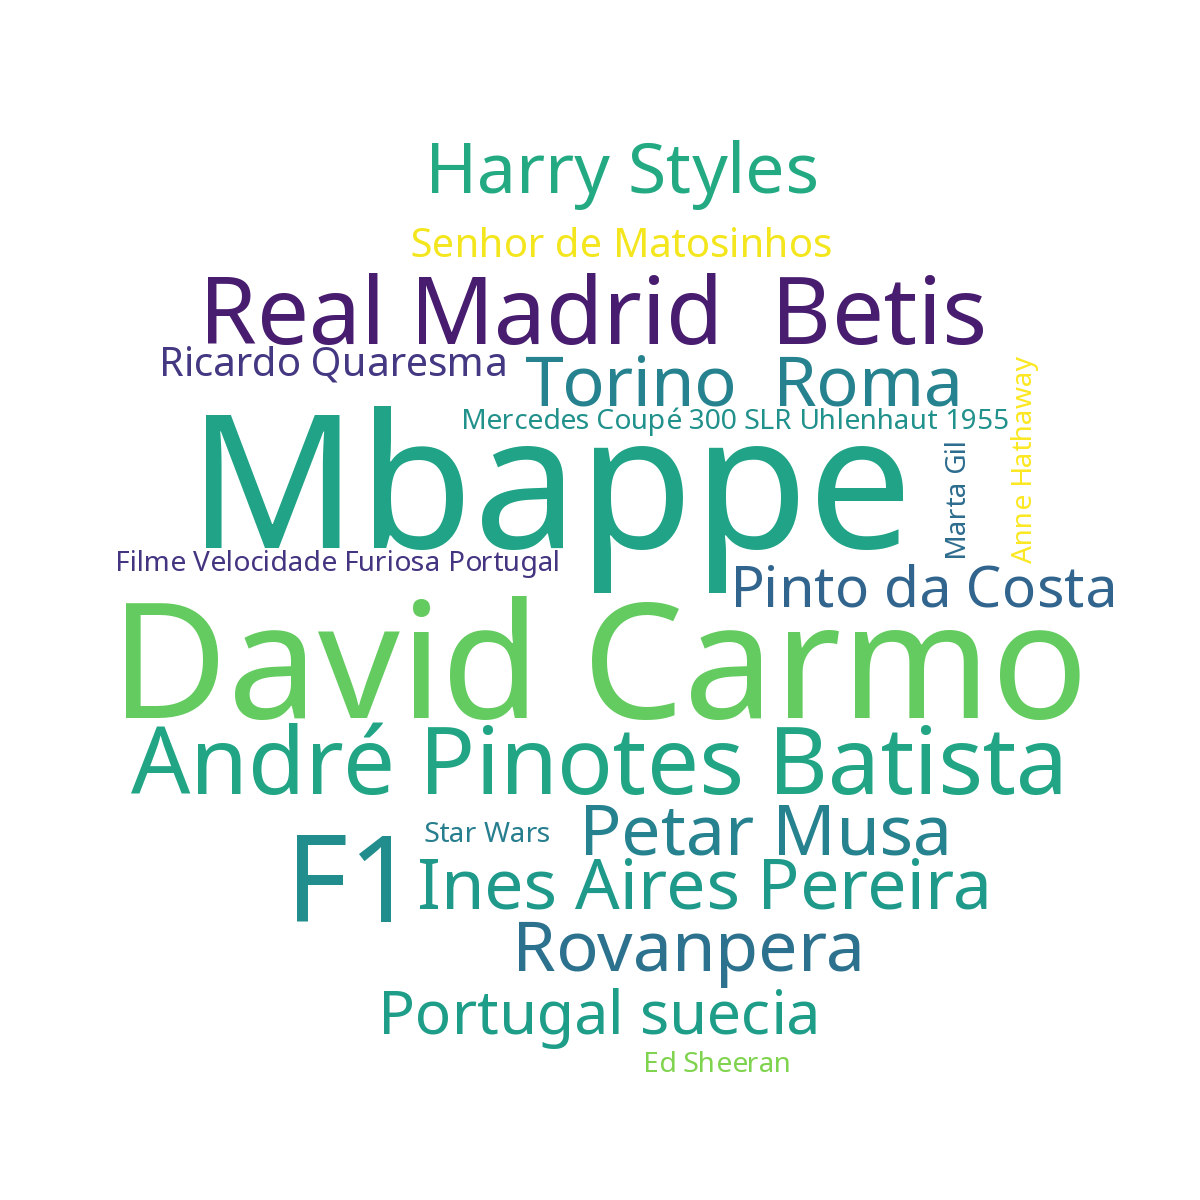 Harry Styles
Senhor de Matosinhos
Real Madrid Betis
Ricardo Quaresma
Torino Roma
Mercedes Coupé 300 SLR Uhlenhaut 1955
Anne Hathaway
Mbappe
Marta Gil
Filme Velocidade Furiosa Portugal
Pinto da Costa
David Carmo
André Pinotes Batista
Petar Musa
Star Wars
F1
Ines Aires Pereira
Rovanpera
Portugal suecia
Ed Sheeran